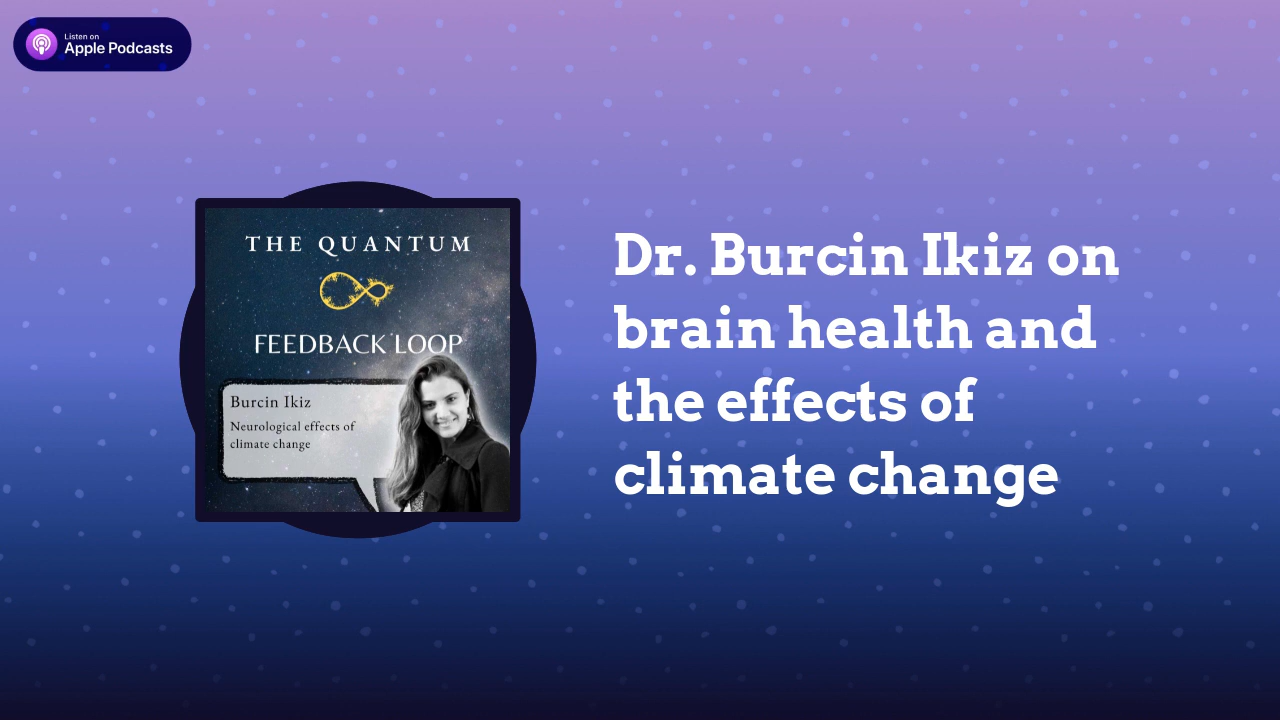 Listen on
Apple Podcasts
THE QUANTUM
FEEDBACK LOOP
Burcin Ikiz
Neurological effects of
climate change
Dr. Burcin Ikiz on
brain health and
the effects of
climate change